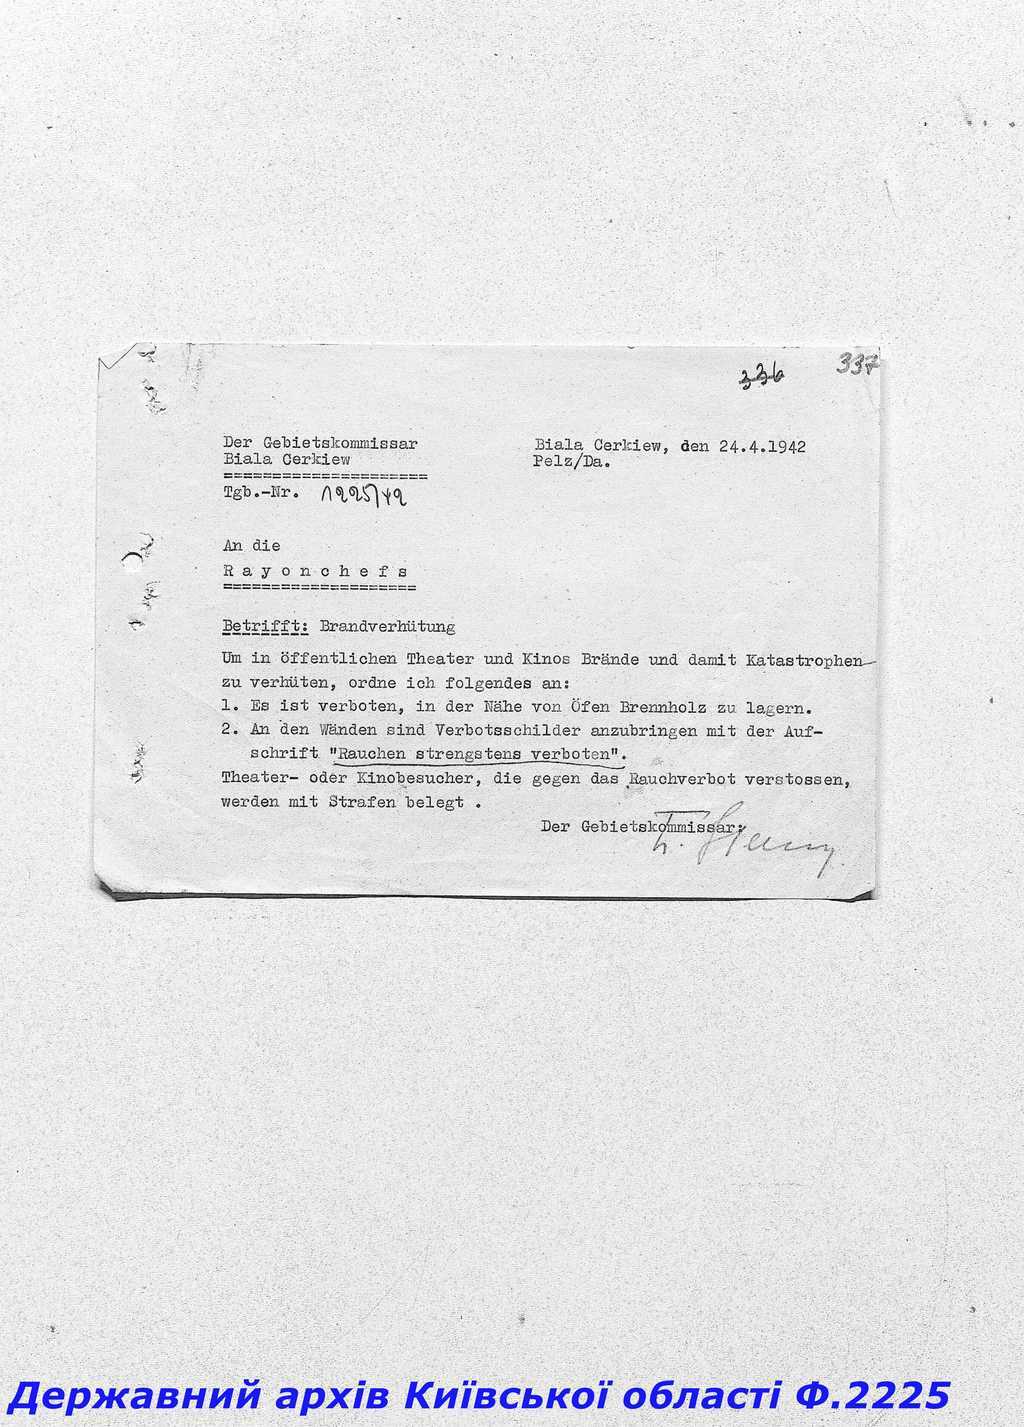 336 337
Der Gebietskommissar Biala Cerkiew, den 24.4.1942
Biala Cerkiew Pelz/Da.
=====================
Tgb.-Nr. 1225/42
An die
R a y o n c h e f s
====================
Betrifft: Brandverhütung
Um in öffentlichen Theater und Kinos Brände und damit Katastrophen
zu verhüten, ordne ich folgendes an:
1. Es ist verboten, in der Nähe von Öfen Brennholz zu lagern.
2. An den Wänden sind Verbotsschilder anzubringen mit der Auf-
schrift "Rauchen strengstens verboten".
Theater- oder Kinobesucher, die gegen das Rauchverbot verstossen,
werden mit Strafen belegt .
Der Gebietskommissar:
Державний архів Київської області Ф.2225